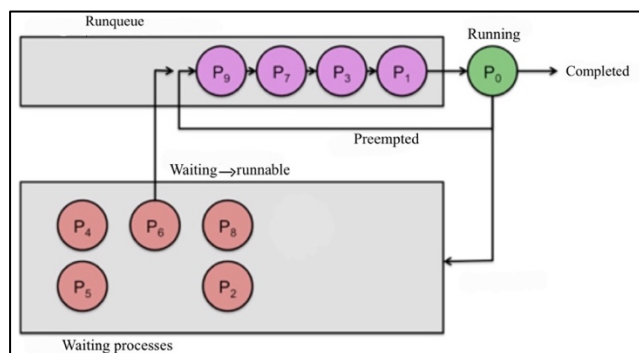 Runqueue
Running
P9 P7 P3 P1 P0 Completed
Preempted
Waiting→runnable
P4 P6 P8
P5 P2
Waiting processes